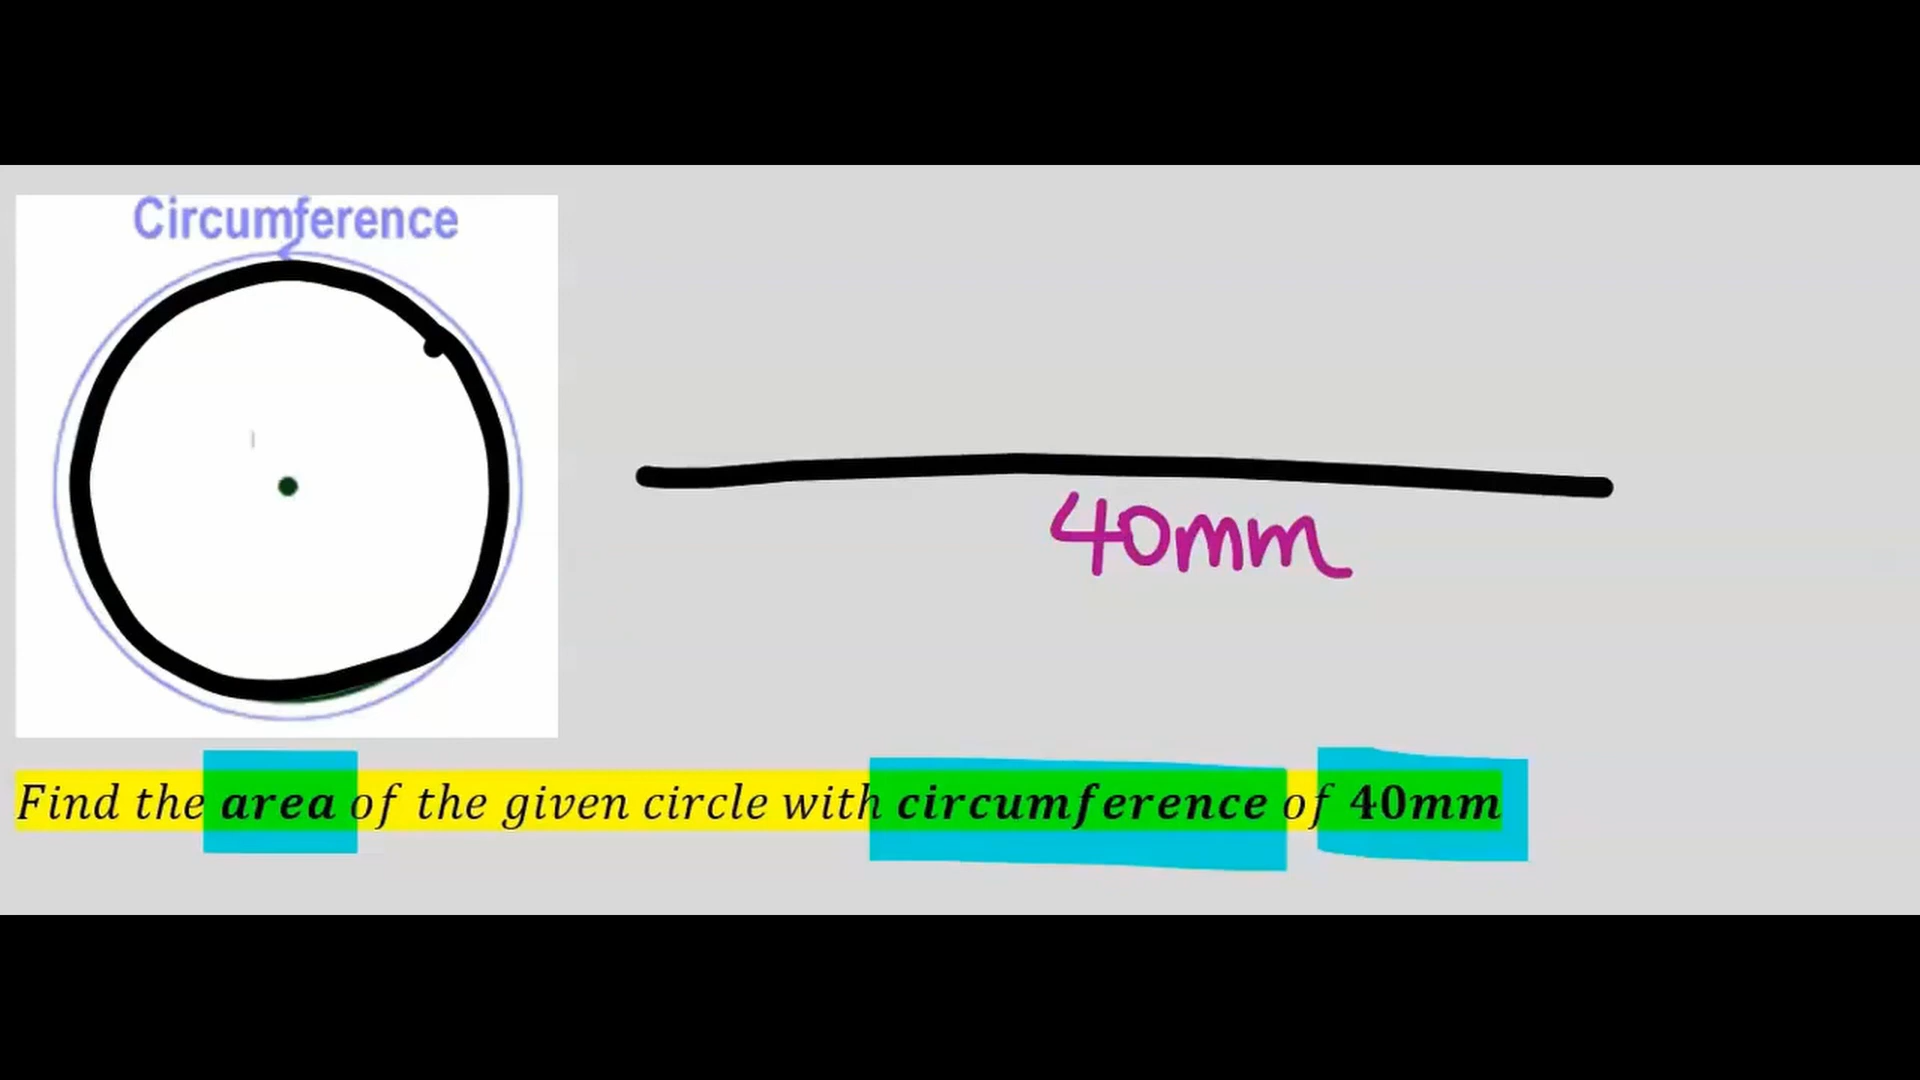 Circumference
40mm
Find the area of the given circle with circumference of 40mm